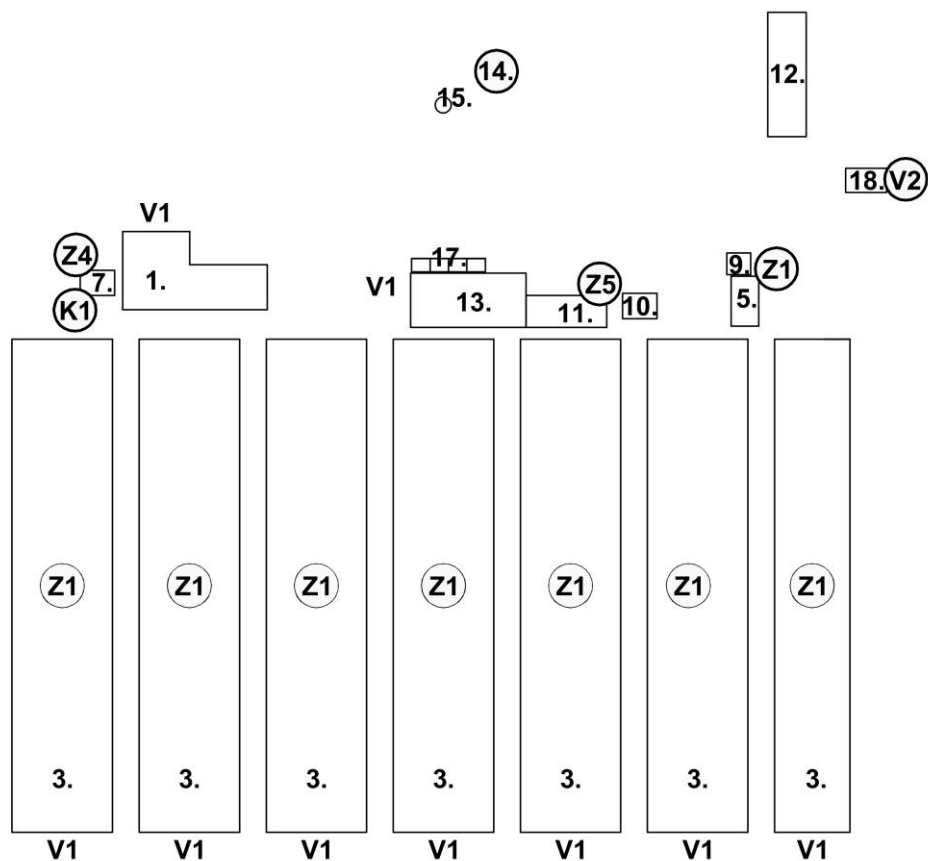 14.
15.
12.
18. V2
V1
Z4
7.
K1
1.
17.
V1
13.
Z5
11.
10.
9.
Z1
5.
Z1 Z1 Z1 Z1 Z1 Z1 Z1
3. 3. 3. 3. 3. 3. 3.
V1 V1 V1 V1 V1 V1 V1